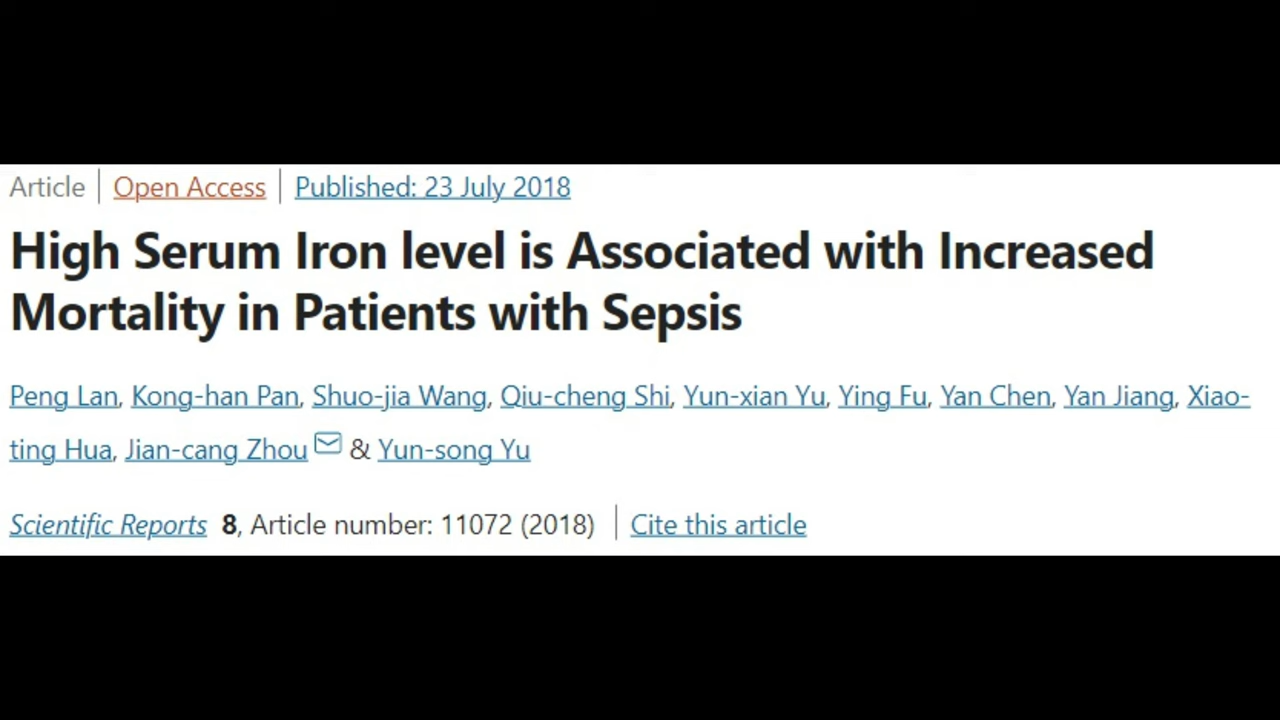 Article | Open Access | Published: 23 July 2018
High Serum Iron level is Associated with Increased
Mortality in Patients with Sepsis
Peng Lan, Kong-han Pan, Shuo-jia Wang, Qiu-cheng Shi, Yun-xian Yu, Ying Fu, Yan Chen, Yan Jiang, Xiao-
ting Hua, Jian-cang Zhou & Yun-song Yu
Scientific Reports 8, Article number: 11072 (2018) | Cite this article